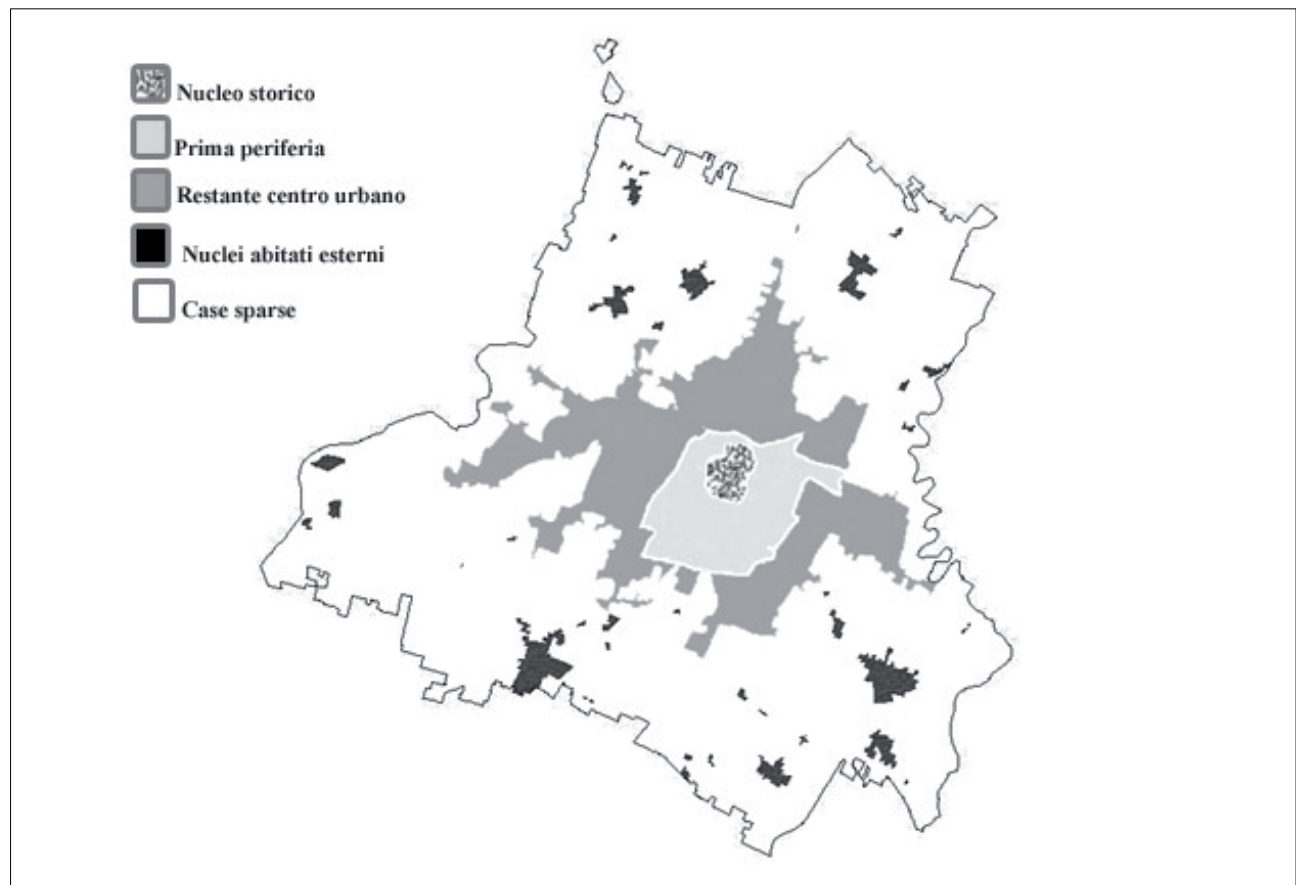 Nucleo storico
Prima periferia
Restante centro urbano
Nuclei abitati esterni
Case sparse